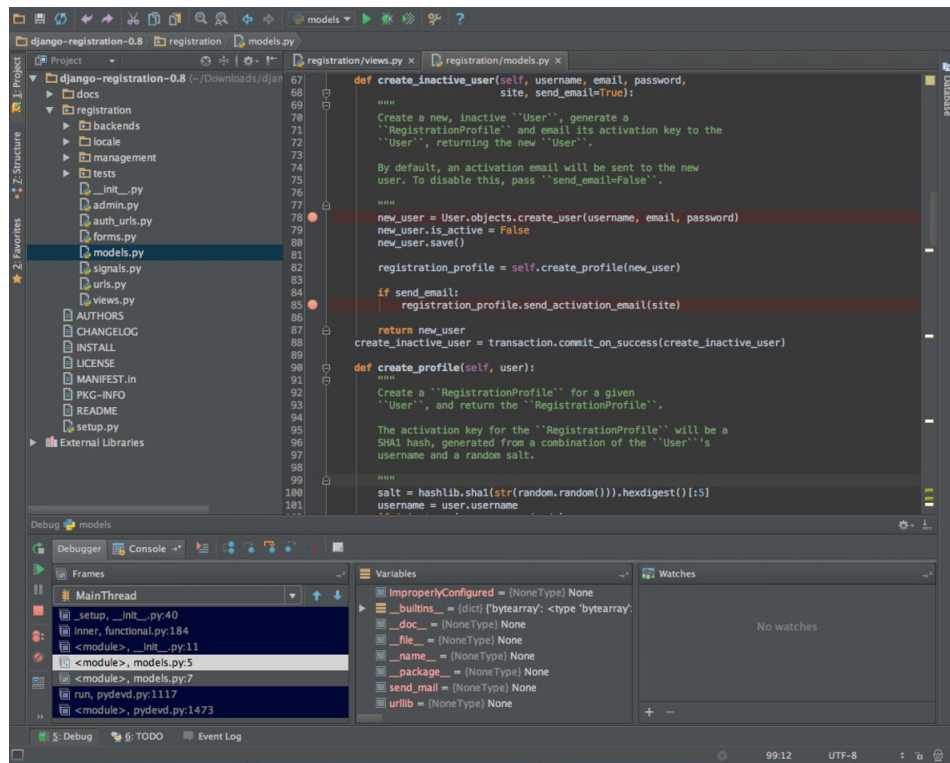 models
django-registration-0.8
registration
models.py
1: Project
Z: Structure
2: Favorites
Database
Project
django-registration-0.8 (~/Downloads/djan
docs
registration
backends
locale
management
tests
__init__.py
admin.py
auth_urls.py
forms.py
models.py
signals.py
urls.py
views.py
AUTHORS
CHANGELOG
INSTALL
LICENSE
MANIFEST.in
PKG-INFO
README
setup.py
External Libraries
registration/views.py ×
registration/models.py ×
67 def create_inactive_user(self, username, email, password,
68 site, send_email=True):
69 """
70 Create a new, inactive ``User``, generate a
71 ``RegistrationProfile`` and email its activation key to the
72 ``User``, returning the new ``User``.
73
74 By default, an activation email will be sent to the new
75 user. To disable this, pass ``send_email=False``.
76
77 """
78 new_user = User.objects.create_user(username, email, password)
79 new_user.is_active = False
80 new_user.save()
81
82 registration_profile = self.create_profile(new_user)
83
84 if send_email:
85 registration_profile.send_activation_email(site)
86
87 return new_user
88 create_inactive_user = transaction.commit_on_success(create_inactive_user)
89
90 def create_profile(self, user):
91 """
92 Create a ``RegistrationProfile`` for a given
93 ``User``, and return the ``RegistrationProfile``.
94
95 The activation key for the ``RegistrationProfile`` will be a
96 SHA1 hash, generated from a combination of the ``User``'s
97 username and a random salt.
98
99 """
100 salt = hashlib.sha1(str(random.random())).hexdigest()[:5]
101 username = user.username
Debug models
Debugger
Console
Frames
MainThread
_setup, __init__.py:40
inner, functional.py:184
<module>, __init__.py:11
<module>, models.py:5
<module>, models.py:7
run, pydevd.py:1117
<module>, pydevd.py:1473
Variables
ImproperlyConfigured = {NoneType} None
__builtins__ = {dict} {'bytearray': <type 'bytearray'
__doc__ = {NoneType} None
__file__ = {NoneType} None
__name__ = {NoneType} None
__package__ = {NoneType} None
send_mail = {NoneType} None
urllib = {NoneType} None
Watches
No watches
5: Debug
6: TODO
Event Log
99:12
UTF-8